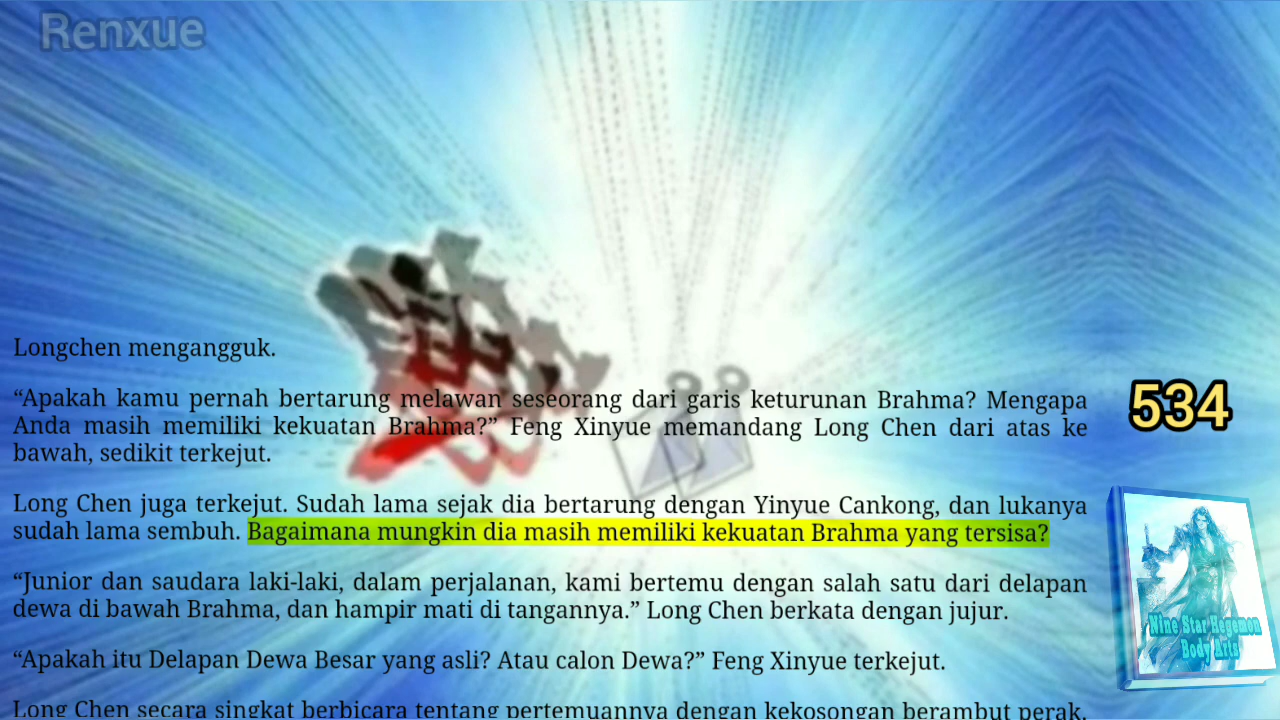 Renxue
Longchen mengangguk.
“Apakah kamu pernah bertarung melawan seseorang dari garis keturunan Brahma? Mengapa
Anda masih memiliki kekuatan Brahma?” Feng Xinyue memandang Long Chen dari atas ke
bawah, sedikit terkejut.
534
Long Chen juga terkejut. Sudah lama sejak dia bertarung dengan Yinyue Cankong, dan lukanya
sudah lama sembuh. Bagaimana mungkin dia masih memiliki kekuatan Brahma yang tersisa?
“Junior dan saudara laki-laki, dalam perjalanan, kami bertemu dengan salah satu dari delapan
dewa di bawah Brahma, dan hampir mati di tangannya.” Long Chen berkata dengan jujur.
Nine Star Hegemon
Body Arts
“Apakah itu Delapan Dewa Besar yang asli? Atau calon Dewa?” Feng Xinyue terkejut.
Long Chen secara singkat berbicara tentang pertemuannya dengan kekosongan berambut perak.